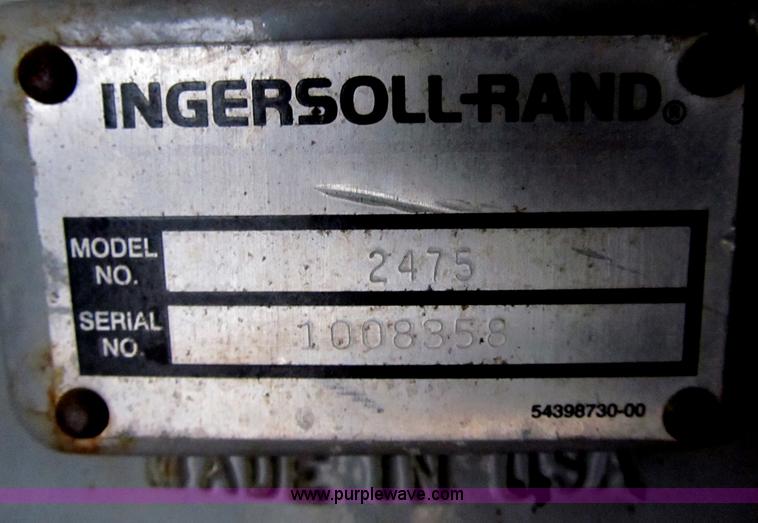 INGERSOLL-RAND®
MODEL NO. 2475
SERIAL NO. 1008358
54398730-00
MADE IN USA
www.purplewave.com